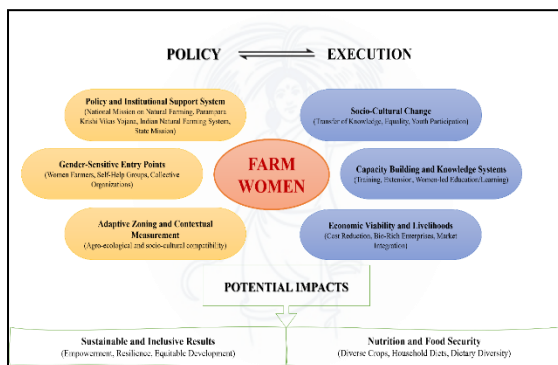 POLICY
EXECUTION
Policy and Institutional Support System
(National Mission on Natural Farming, Parampara
Krishi Vikas Yojana, Indian Natural Farming System,
State Mission)
Gender-Sensitive Entry Points
(Women Farmers, Self-Help Groups, Collective
Organizations)
Adaptive Zoning and Contextual
Measurement
(Agro-ecological and socio-cultural compatibility)
FARM
WOMEN
Socio-Cultural Change
(Transfer of Knowledge, Equality, Youth Participation)
Capacity Building and Knowledge Systems
(Training, Extension, Women-led Education/Learning)
Economic Viability and Livelihoods
(Cost Reduction, Bio-Rich Enterprises, Market
Integration)
POTENTIAL IMPACTS
Sustainable and Inclusive Results
(Empowerment, Resilience, Equitable Development)
Nutrition and Food Security
(Diverse Crops, Household Diets, Dietary Diversity)